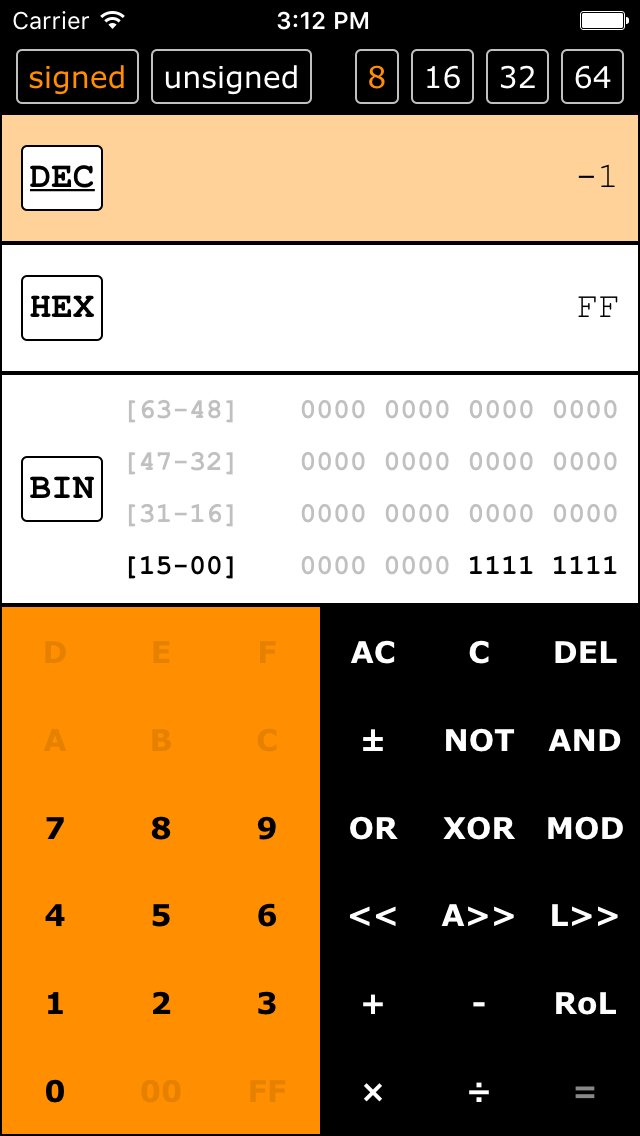 Carrier 3:12 PM
signed unsigned 8 16 32 64
DEC -1
HEX FF
[63-48] 0000 0000 0000 0000
[47-32] 0000 0000 0000 0000
BIN
[31-16] 0000 0000 0000 0000
[15-00] 0000 0000 1111 1111
D E F AC C DEL
A B C ± NOT AND
7 8 9 OR XOR MOD
4 5 6 << A>> L>>
1 2 3 + - RoL
0 00 FF × ÷ =